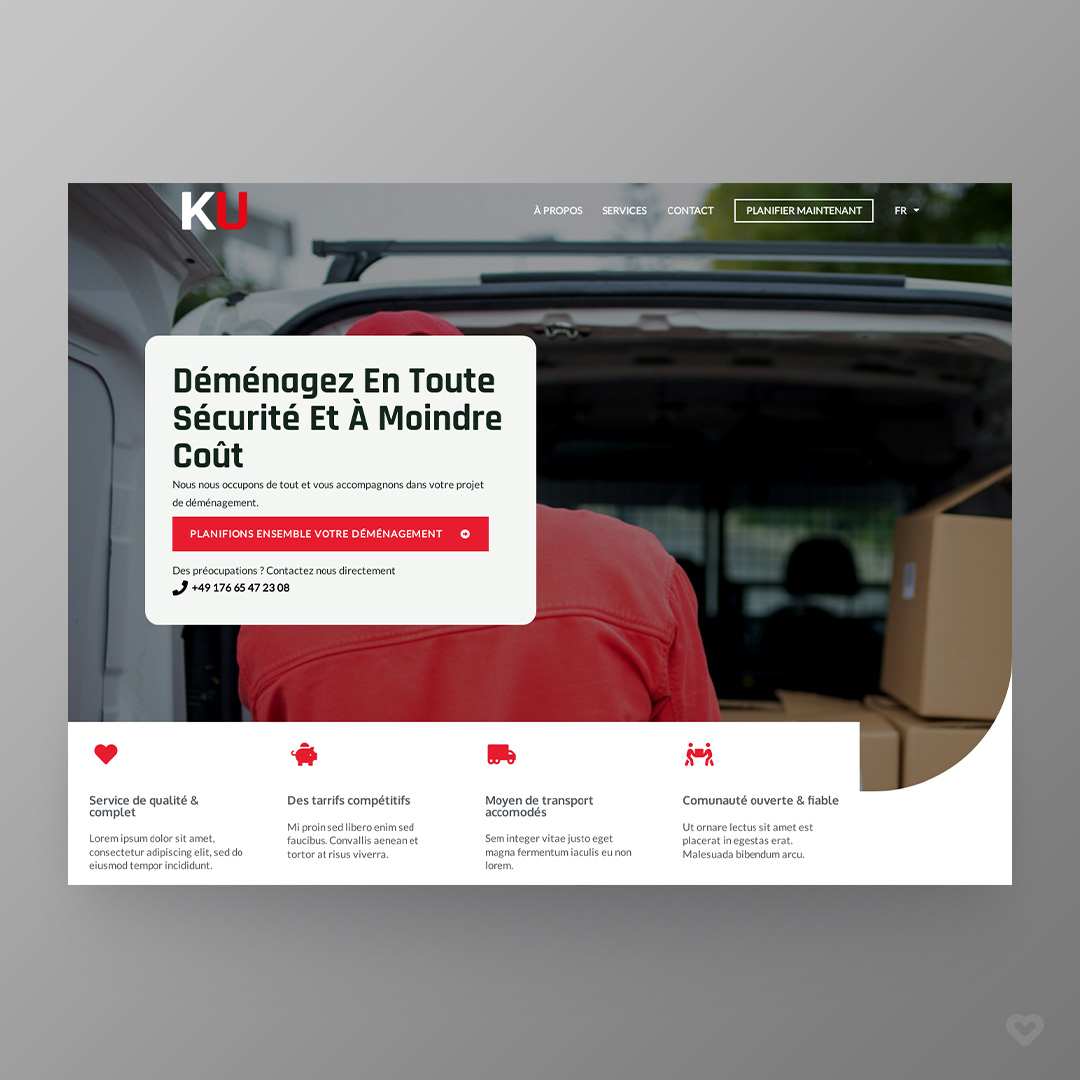 KU
À PROPOS SERVICES CONTACT PLANIFIER MAINTENANT FR
Déménagez En Toute
Sécurité Et À Moindre
Coût
Nous nous occupons de tout et vous accompagnons dans votre projet
de déménagement.
PLANIFIONS ENSEMBLE VOTRE DÉMÉNAGEMENT
Des préocupations ? Contactez nous directement
+49 176 65 47 23 08
Service de qualité &
complet
Lorem ipsum dolor sit amet,
consectetur adipiscing elit, sed do
eiusmod tempor incididunt.
Des tarrifs compétitifs
Mi proin sed libero enim sed
faucibus. Convallis aenean et
tortor at risus viverra.
Moyen de transport
accomodés
Sem integer vitae justo eget
magna fermentum iaculis eu non
lorem.
Comunauté ouverte & fiable
Ut ornare lectus sit amet est
placerat in egestas erat.
Malesuada bibendum arcu.